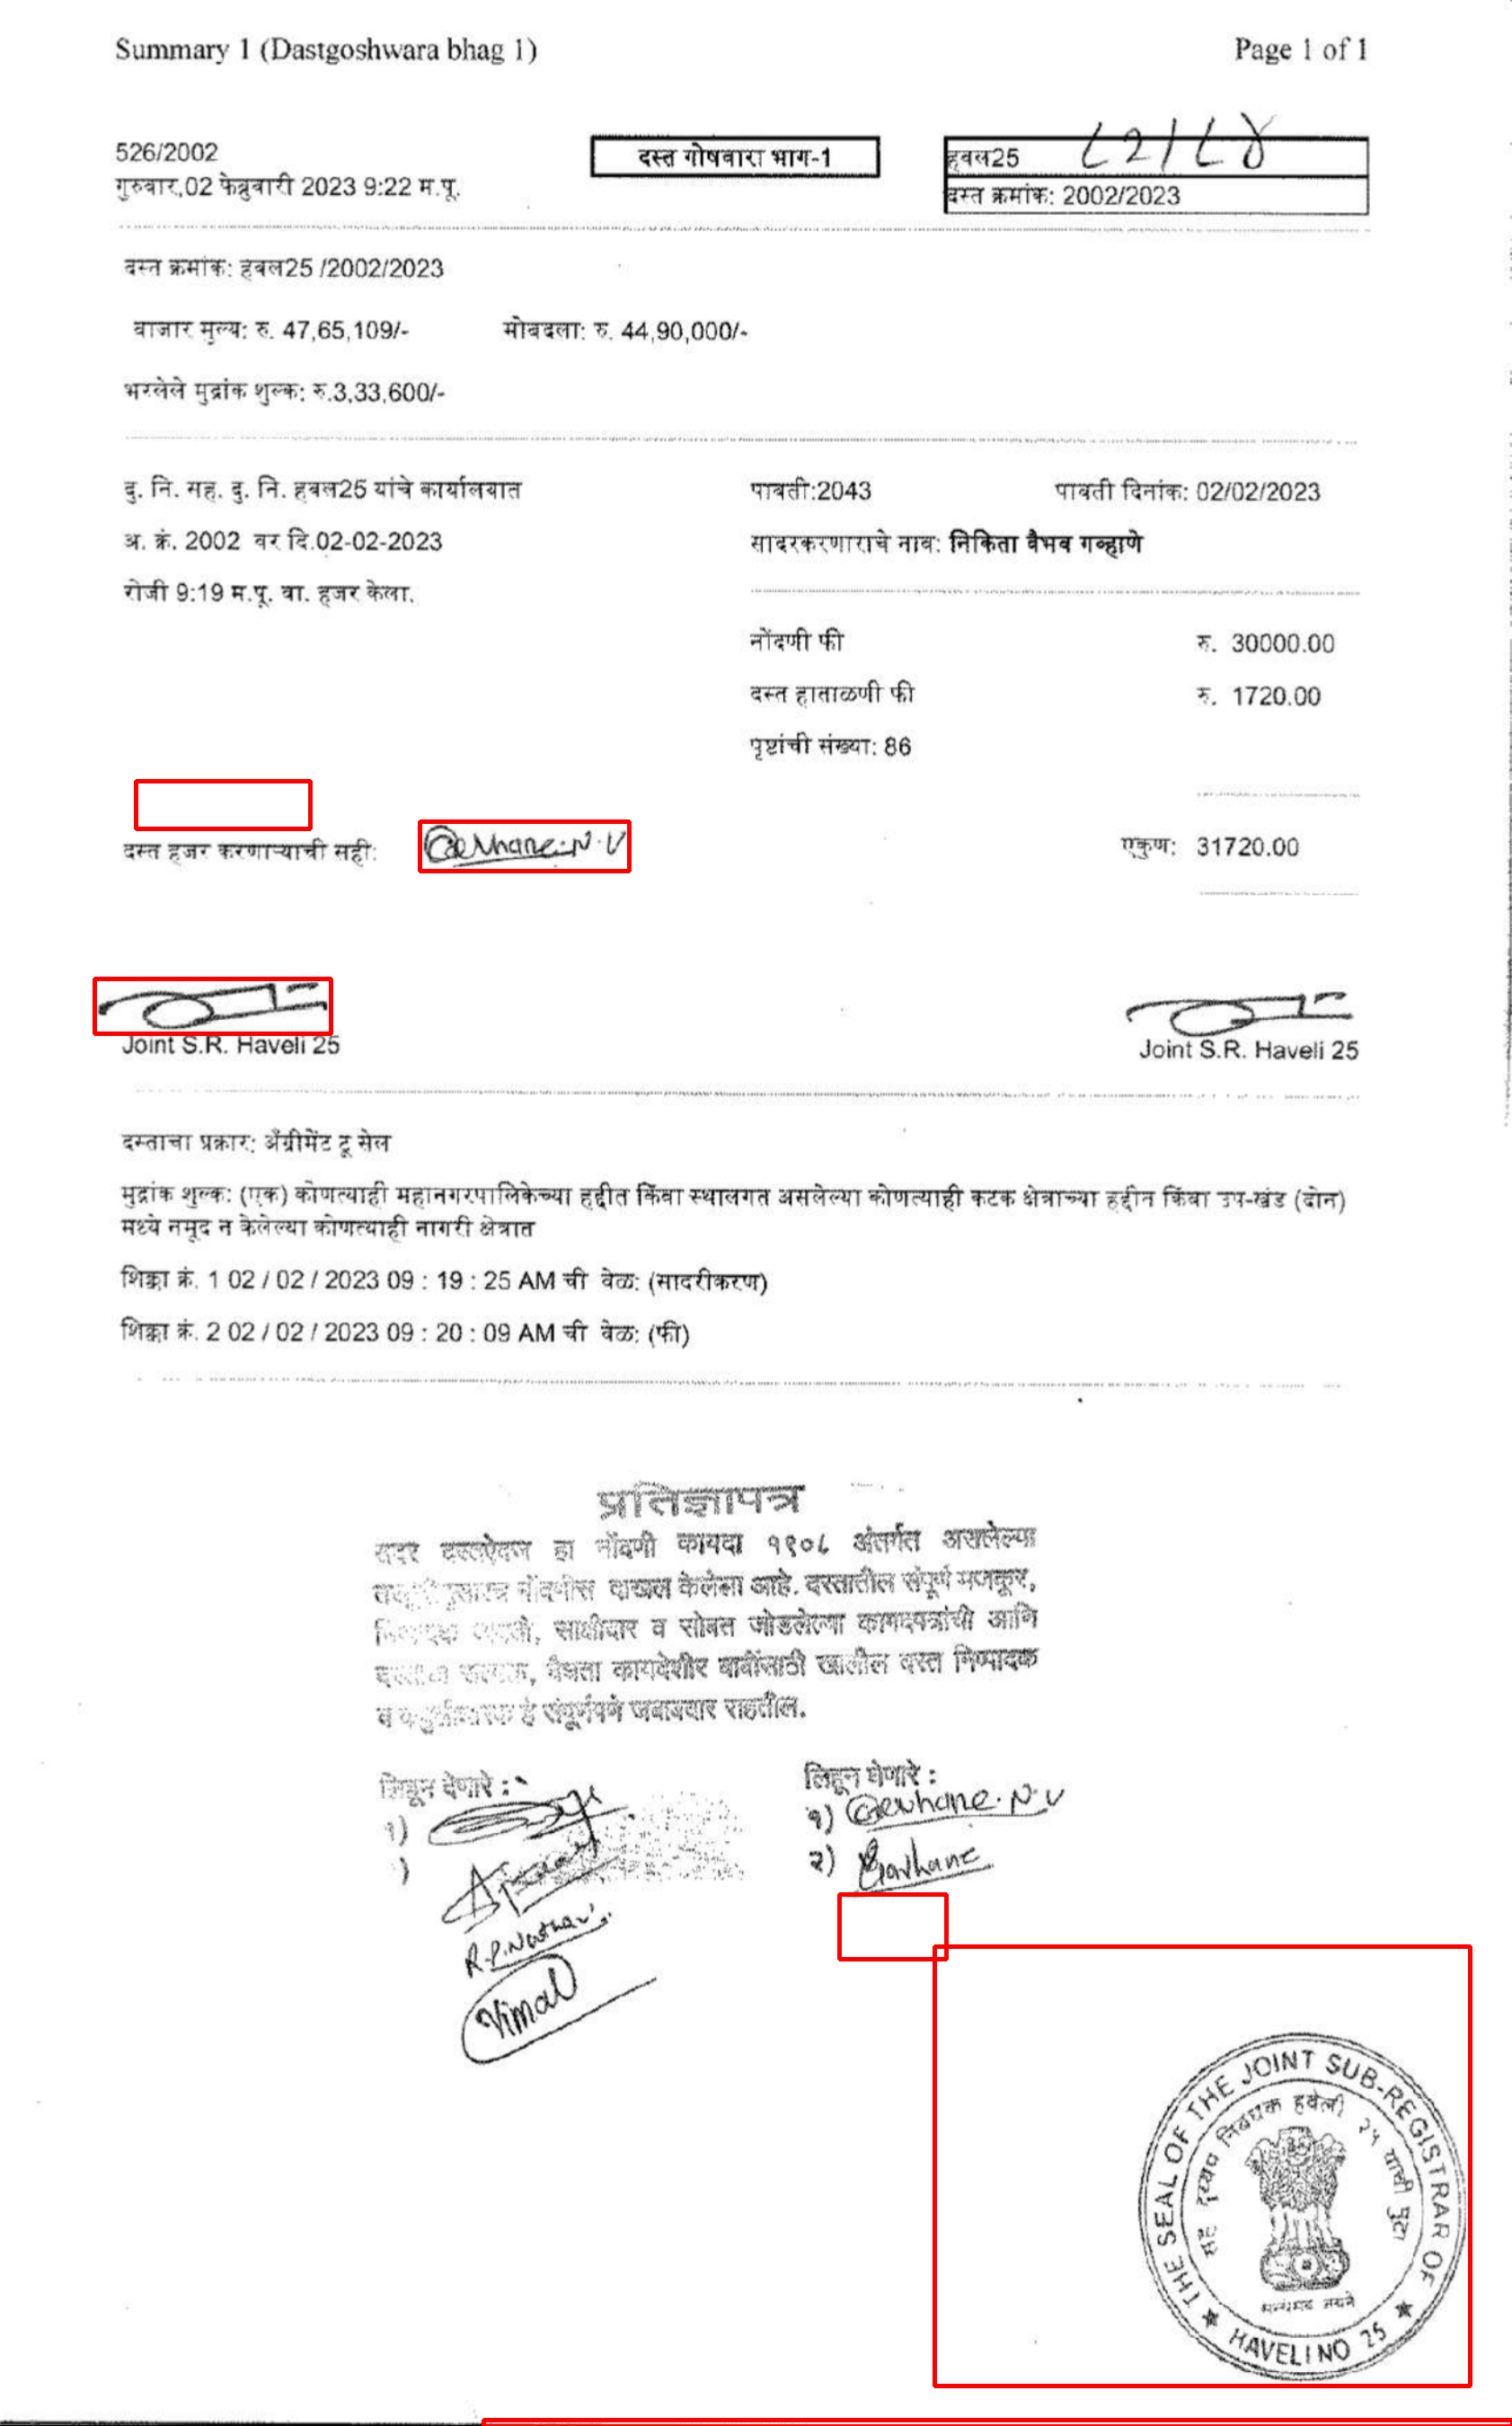 Summary 1 (Dastgoshwara bhag 1)
Page 1 of 1
526/2002
गुरुवार,02 फेब्रुवारी 2023 9:22 म.पू.
दस्त गोषवारा भाग-1
हवल25
दस्त क्रमांक: 2002/2023
दस्त क्रमांक: हवल25 /2002/2023
बाजार मुल्य: रु. 47,65,109/-
मोबदला: रु. 44,90,000/-
भरलेले मुद्रांक शुल्क: रु.3,33,600/-
दु. नि. सह. दु. नि. हवल25 यांचे कार्यालयात
अ. क्रं. 2002 वर दि.02-02-2023
रोजी 9:19 म.पू. वा. हजर केला.
पावती:2043
पावती दिनांक: 02/02/2023
सादरकरणाराचे नाव: निकिता वैभव गव्हाणे
नोंदणी फी
रु. 30000.00
दस्त हाताळणी फी
रु. 1720.00
पृष्टांची संख्या: 86
दस्त हजर करणाऱ्याची सही:
Gavhane.N.V
एकुण: 31720.00
Joint S.R. Haveli 25
Joint S.R. Haveli 25
दस्ताचा प्रकार: अँग्रीमेंट टू सेल
मुद्रांक शुल्क: (एक) कोणत्याही महानगरपालिकेच्या हद्दीत किंवा स्थालगत असलेल्या कोणत्याही कटक क्षेत्राच्या हद्दीत किंवा उप-खंड (दोन)
मध्ये नमूद न केलेल्या कोणत्याही नागरी क्षेत्रात
शिक्का क्रं. 1 02 / 02 / 2023 09 : 19 : 25 AM ची वेळ: (सादरीकरण)
शिक्का क्रं. 2 02 / 02 / 2023 09 : 20 : 09 AM ची वेळ: (फी)
प्रतिज्ञापत्र
सदर दस्तऐवज हा नोंदणी कायदा १९०८ अंतर्गत असलेल्या
नोंदणीस दाखल केलेला आहे. दस्तातील संपूर्ण मजकूर,
साक्षीदार व सोबत जोडलेल्या कागदपत्रांची आणि
वैधता कायदेशीर बाबींसाठी खालील दस्त निष्पादक
व हे संपूर्णपणे जबाबदार राहतील.
लिहून देणारे :
१)
लिहून घेणारे :
१) Gavhane.N.V
२) Gavhane
Vimal
THE SEAL OF THE JOINT SUB-REGISTRAR OF
सह दुय्यम निबंधक हवेली २५ यांची मुद्रा
सत्यमेव जयते
HAVELI NO 25